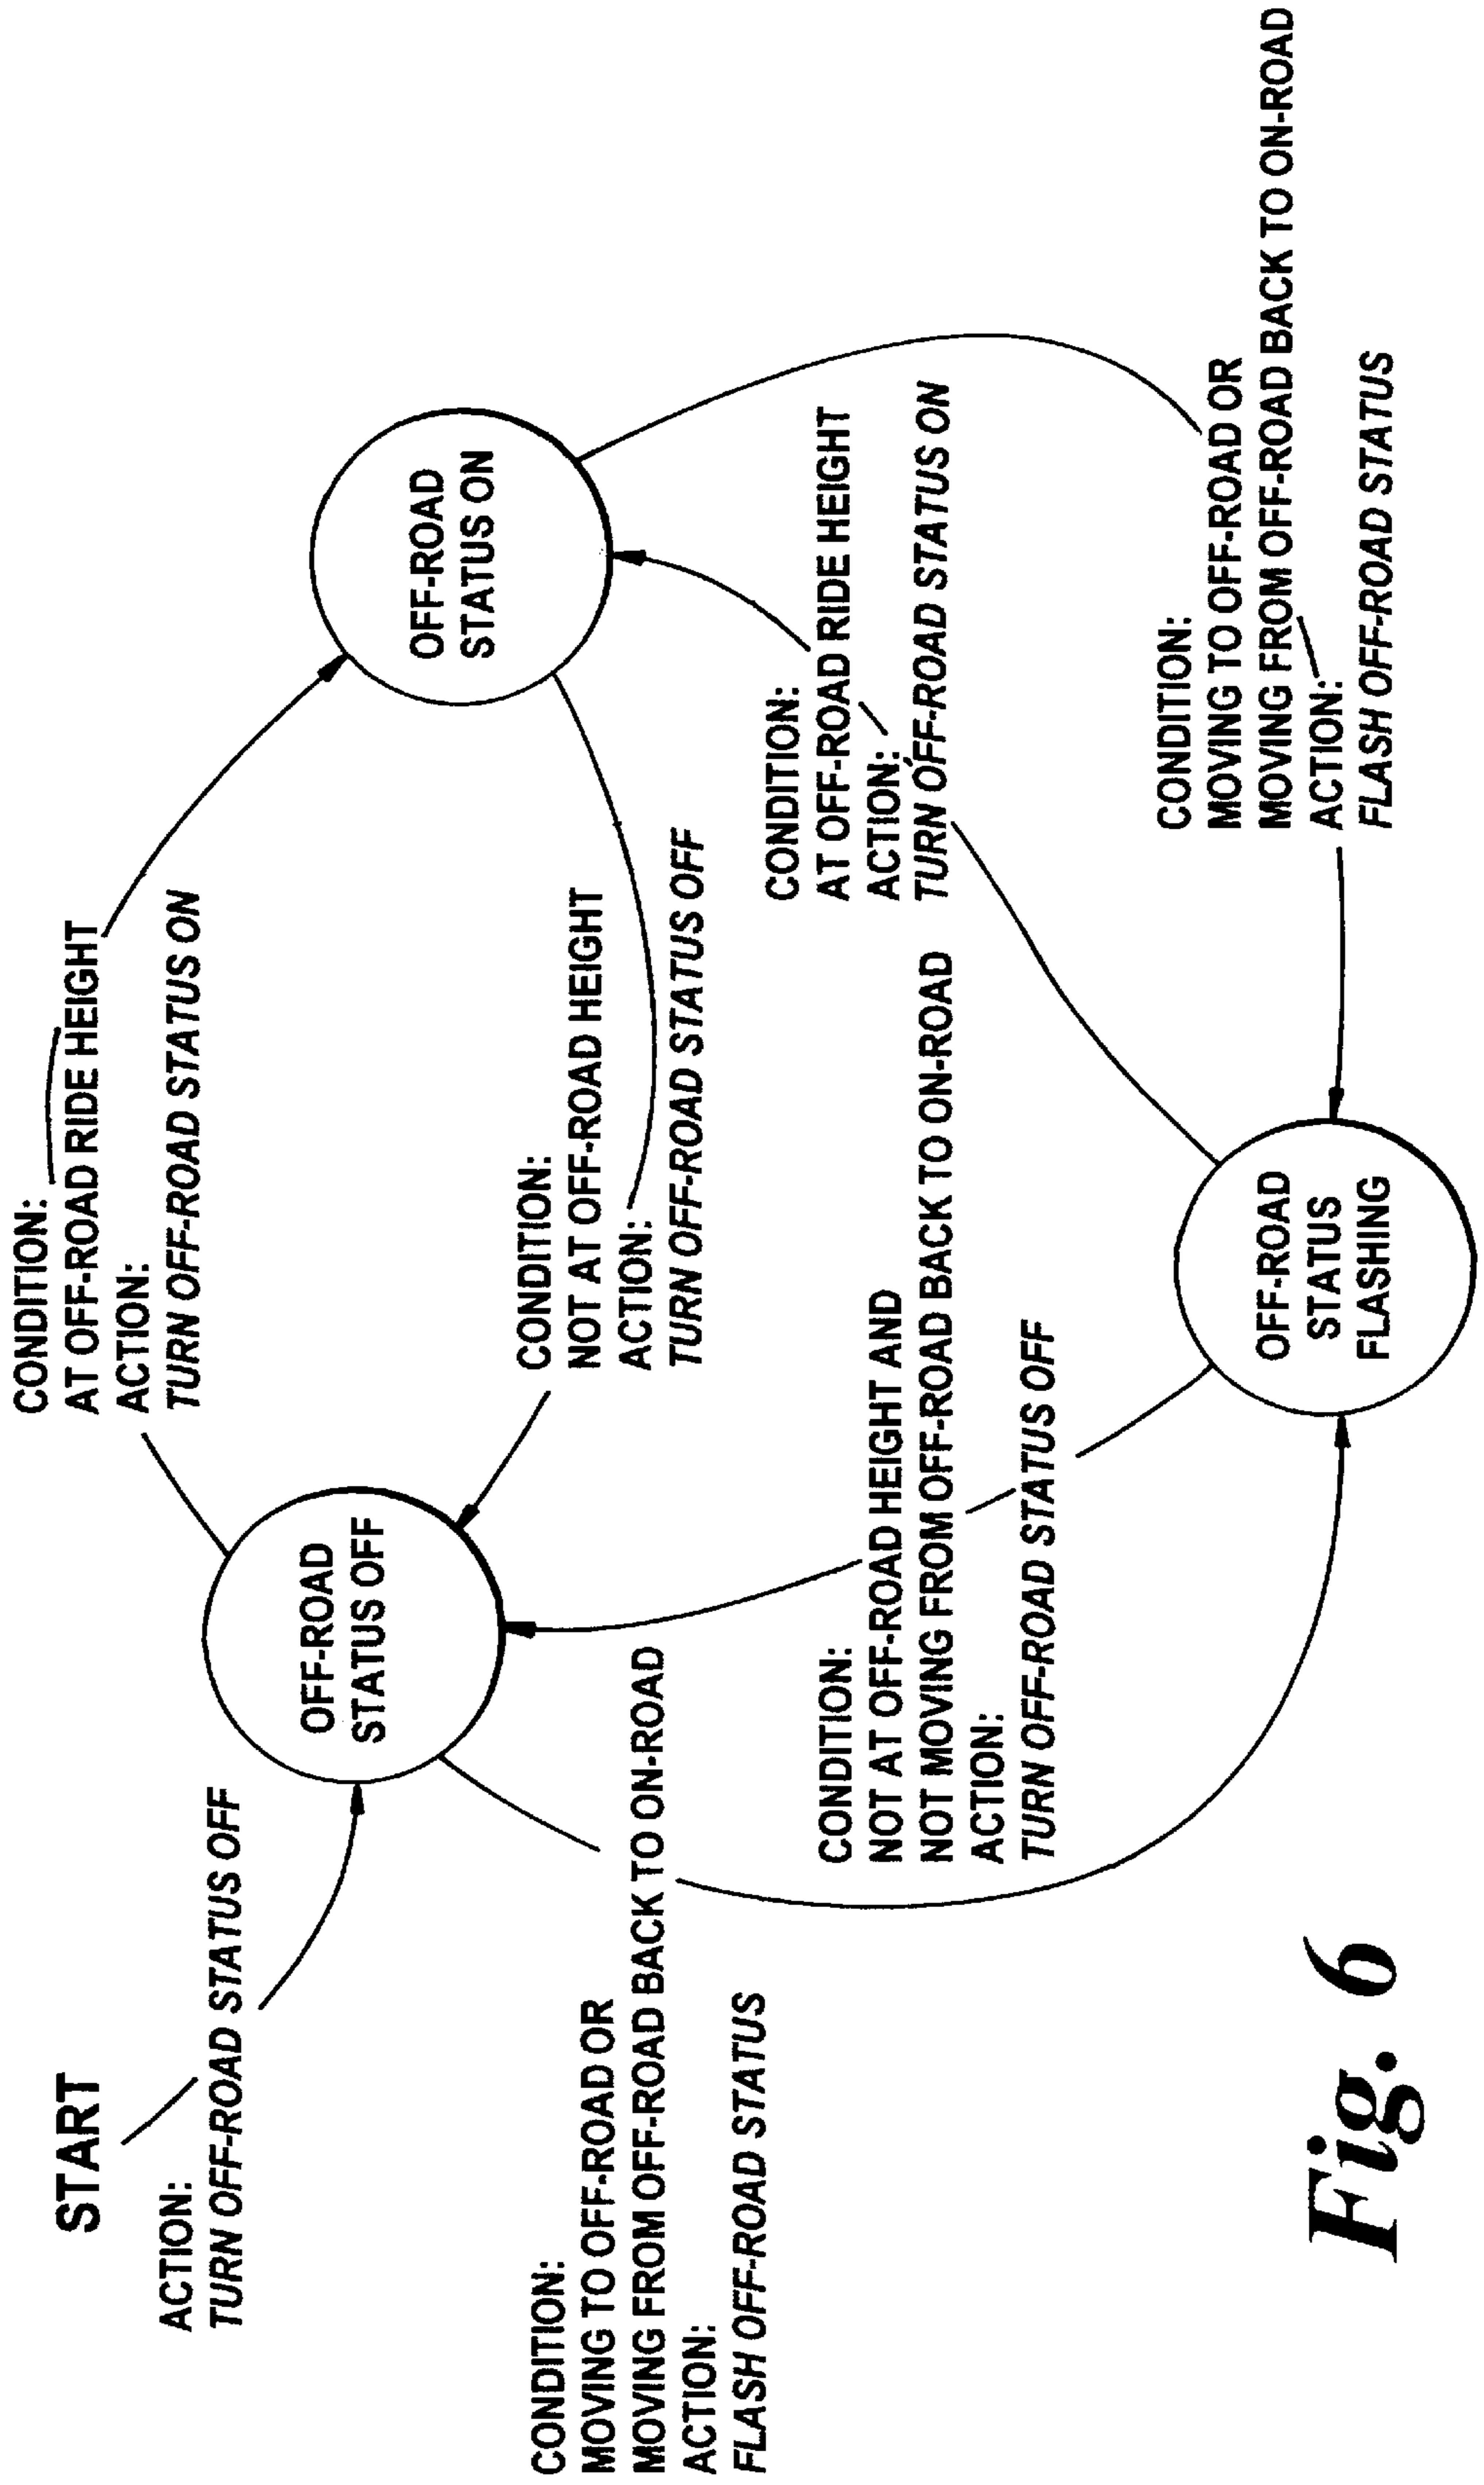 START
ACTION:
TURN OFF-ROAD STATUS OFF
OFF-ROAD
STATUS OFF
CONDITION:
AT OFF-ROAD RIDE HEIGHT
ACTION:
TURN OFF-ROAD STATUS ON
OFF-ROAD
STATUS ON
CONDITION:
NOT AT OFF-ROAD HEIGHT
ACTION:
TURN OFF-ROAD STATUS OFF
CONDITION:
MOVING TO OFF-ROAD OR
MOVING FROM OFF-ROAD BACK TO ON-ROAD
ACTION:
FLASH OFF-ROAD STATUS
CONDITION:
NOT AT OFF-ROAD HEIGHT AND
NOT MOVING FROM OFF-ROAD BACK TO ON-ROAD
ACTION:
TURN OFF-ROAD STATUS OFF
CONDITION:
AT OFF-ROAD RIDE HEIGHT
ACTION:
TURN OFF-ROAD STATUS ON
CONDITION:
MOVING TO OFF-ROAD OR
MOVING FROM OFF-ROAD BACK TO ON-ROAD
ACTION:
FLASH OFF-ROAD STATUS
OFF-ROAD
STATUS
FLASHING
Fig. 6